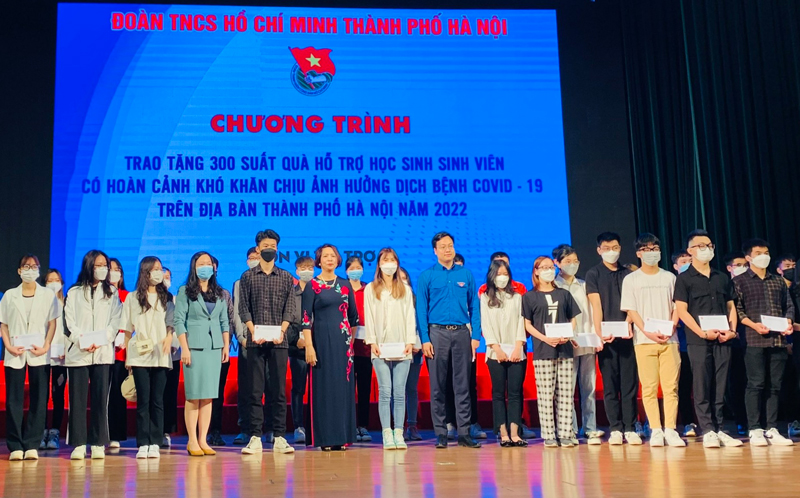 ĐOÀN TNCS HỒ CHÍ MINH THÀNH PHỐ HÀ NỘI
CHƯƠNG TRÌNH
TRAO TẶNG 300 SUẤT QUÀ HỖ TRỢ HỌC SINH SINH VIÊN
CÓ HOÀN CẢNH KHÓ KHĂN CHỊU ẢNH HƯỞNG DỊCH BỆNH COVID - 19
TRÊN ĐỊA BÀN THÀNH PHỐ HÀ NỘI NĂM 2022